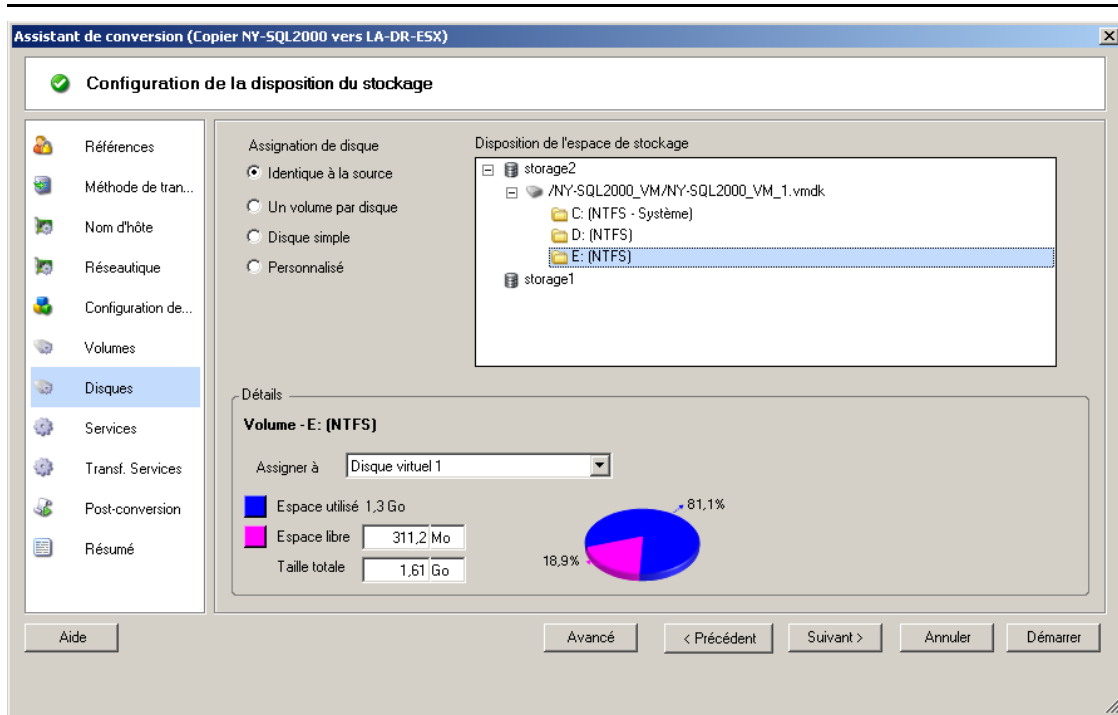 Assistant de conversion (Copier NY-SQL2000 vers LA-DR-ESX)
Configuration de la disposition du stockage
Références
Méthode de tran...
Nom d'hôte
Réseautique
Configuration de...
Volumes
Disques
Services
Transf. Services
Post-conversion
Résumé
Assignation de disque
Identique à la source
Un volume par disque
Disque simple
Personnalisé
Disposition de l'espace de stockage
storage2
/NY-SQL2000_VM/NY-SQL2000_VM_1.vmdk
C: (NTFS - Système)
D: (NTFS)
E: (NTFS)
storage1
Détails
Volume - E: (NTFS)
Assigner à Disque virtuel 1
Espace utilisé 1,3 Go
Espace libre 311,2 Mo
Taille totale 1,61 Go
81,1%
18,9%
Aide
Avancé
< Précédent
Suivant >
Annuler
Démarrer